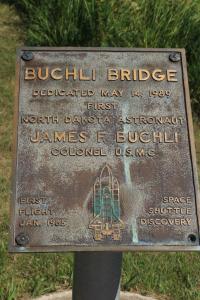 BUCHLI BRIDGE
DEDICATED MAY 14, 1989
FIRST
NORTH DAKOTA ASTRONAUT
JAMES F. BUCHLI
COLONEL U.S.M.C.
FIRST
FLIGHT
JAN. 1985
SPACE
SHUTTLE
DISCOVERY